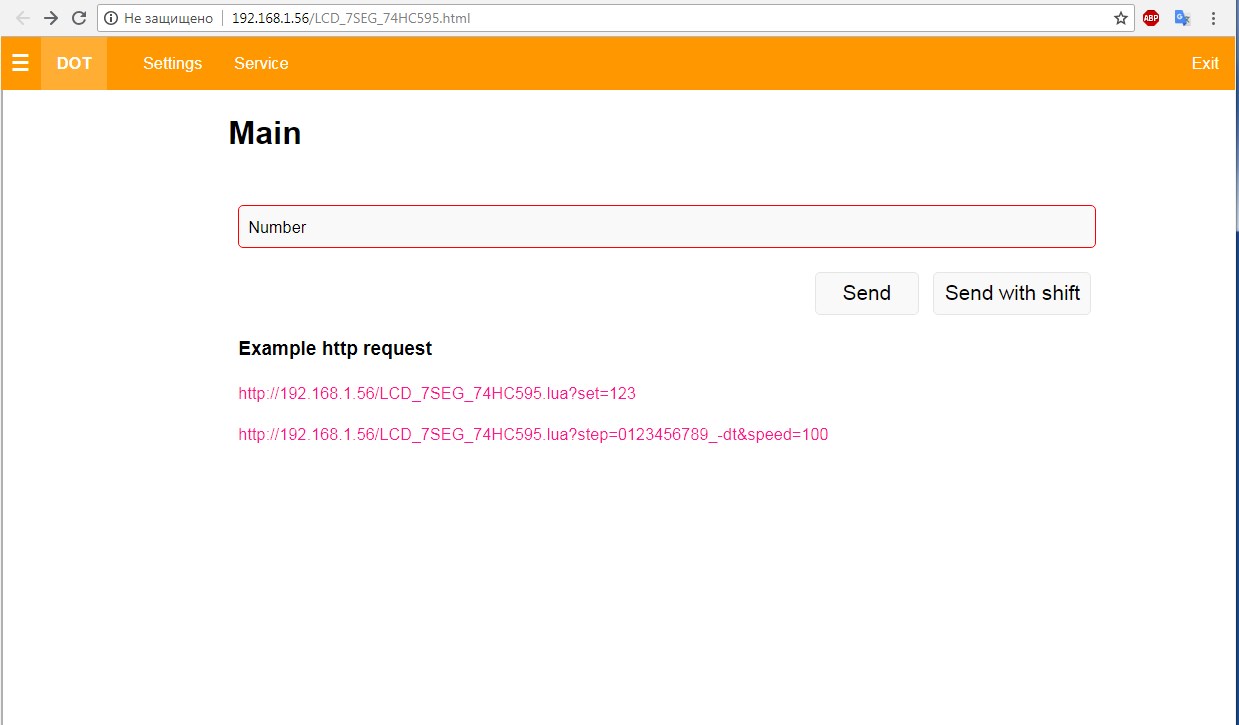 Не защищено 192.168.1.56/LCD_7SEG_74HC595.html ABP
DOT Settings Service Exit
Main
Number
Send Send with shift
Example http request
http://192.168.1.56/LCD_7SEG_74HC595.lua?set=123
http://192.168.1.56/LCD_7SEG_74HC595.lua?step=0123456789_-dt&speed=100